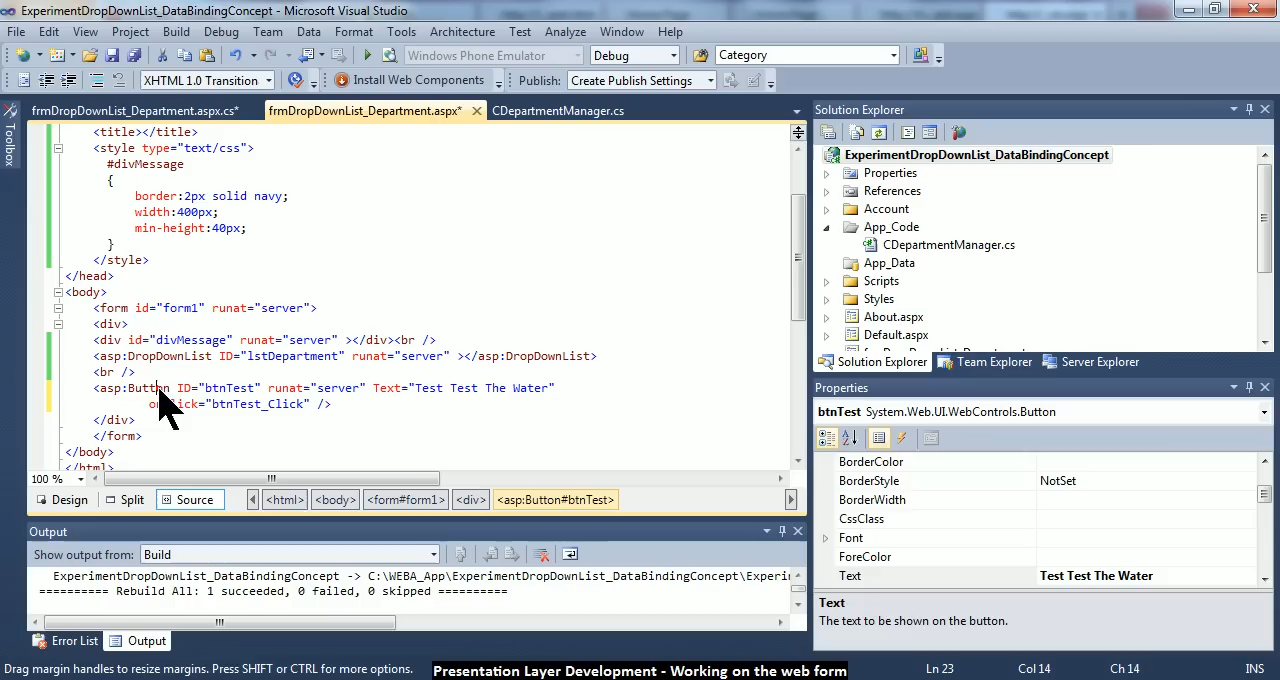 ExperimentDropDownList_DataBindingConcept - Microsoft Visual Studio
File Edit View Project Build Debug Team Data Format Tools Architecture Test Analyze Window Help
Windows Phone Emulator Debug Category
XHTML 1.0 Transition Install Web Components Publish: Create Publish Settings
frmDropDownList_Department.aspx.cs* frmDropDownList_Department.aspx* CDepartmentManager.cs
Toolbox
<title></title>
<style type="text/css">
#divMessage
{
border:2px solid navy;
width:400px;
min-height:40px;
}
</style>
</head>
<body>
<form id="form1" runat="server">
<div>
<div id="divMessage" runat="server" ></div><br />
<asp:DropDownList ID="lstDepartment" runat="server" ></asp:DropDownList>
<br />
<asp:Button ID="btnTest" runat="server" Text="Test Test The Water"
onclick="btnTest_Click" />
</div>
</form>
</body>
</html>
100 %
Design Split Source <html> <body> <form#form1> <div> <asp:Button#btnTest>
Output
Show output from: Build
ExperimentDropDownList_DataBindingConcept -> C:\WEBA_App\ExperimentDropDownList_DataBindingConcept\Experi
========== Rebuild All: 1 succeeded, 0 failed, 0 skipped ==========
Error List Output
Solution Explorer
ExperimentDropDownList_DataBindingConcept
Properties
References
Account
App_Code
CDepartmentManager.cs
App_Data
Scripts
Styles
About.aspx
Default.aspx
Solution Explorer Team Explorer Server Explorer
Properties
btnTest System.Web.UI.WebControls.Button
BorderColor
BorderStyle NotSet
BorderWidth
CssClass
Font
ForeColor
Text Test Test The Water
Text
The text to be shown on the button.
Drag margin handles to resize margins. Press SHIFT or CTRL for more options. Presentation Layer Development - Working on the web form Ln 23 Col 14 Ch 14 INS